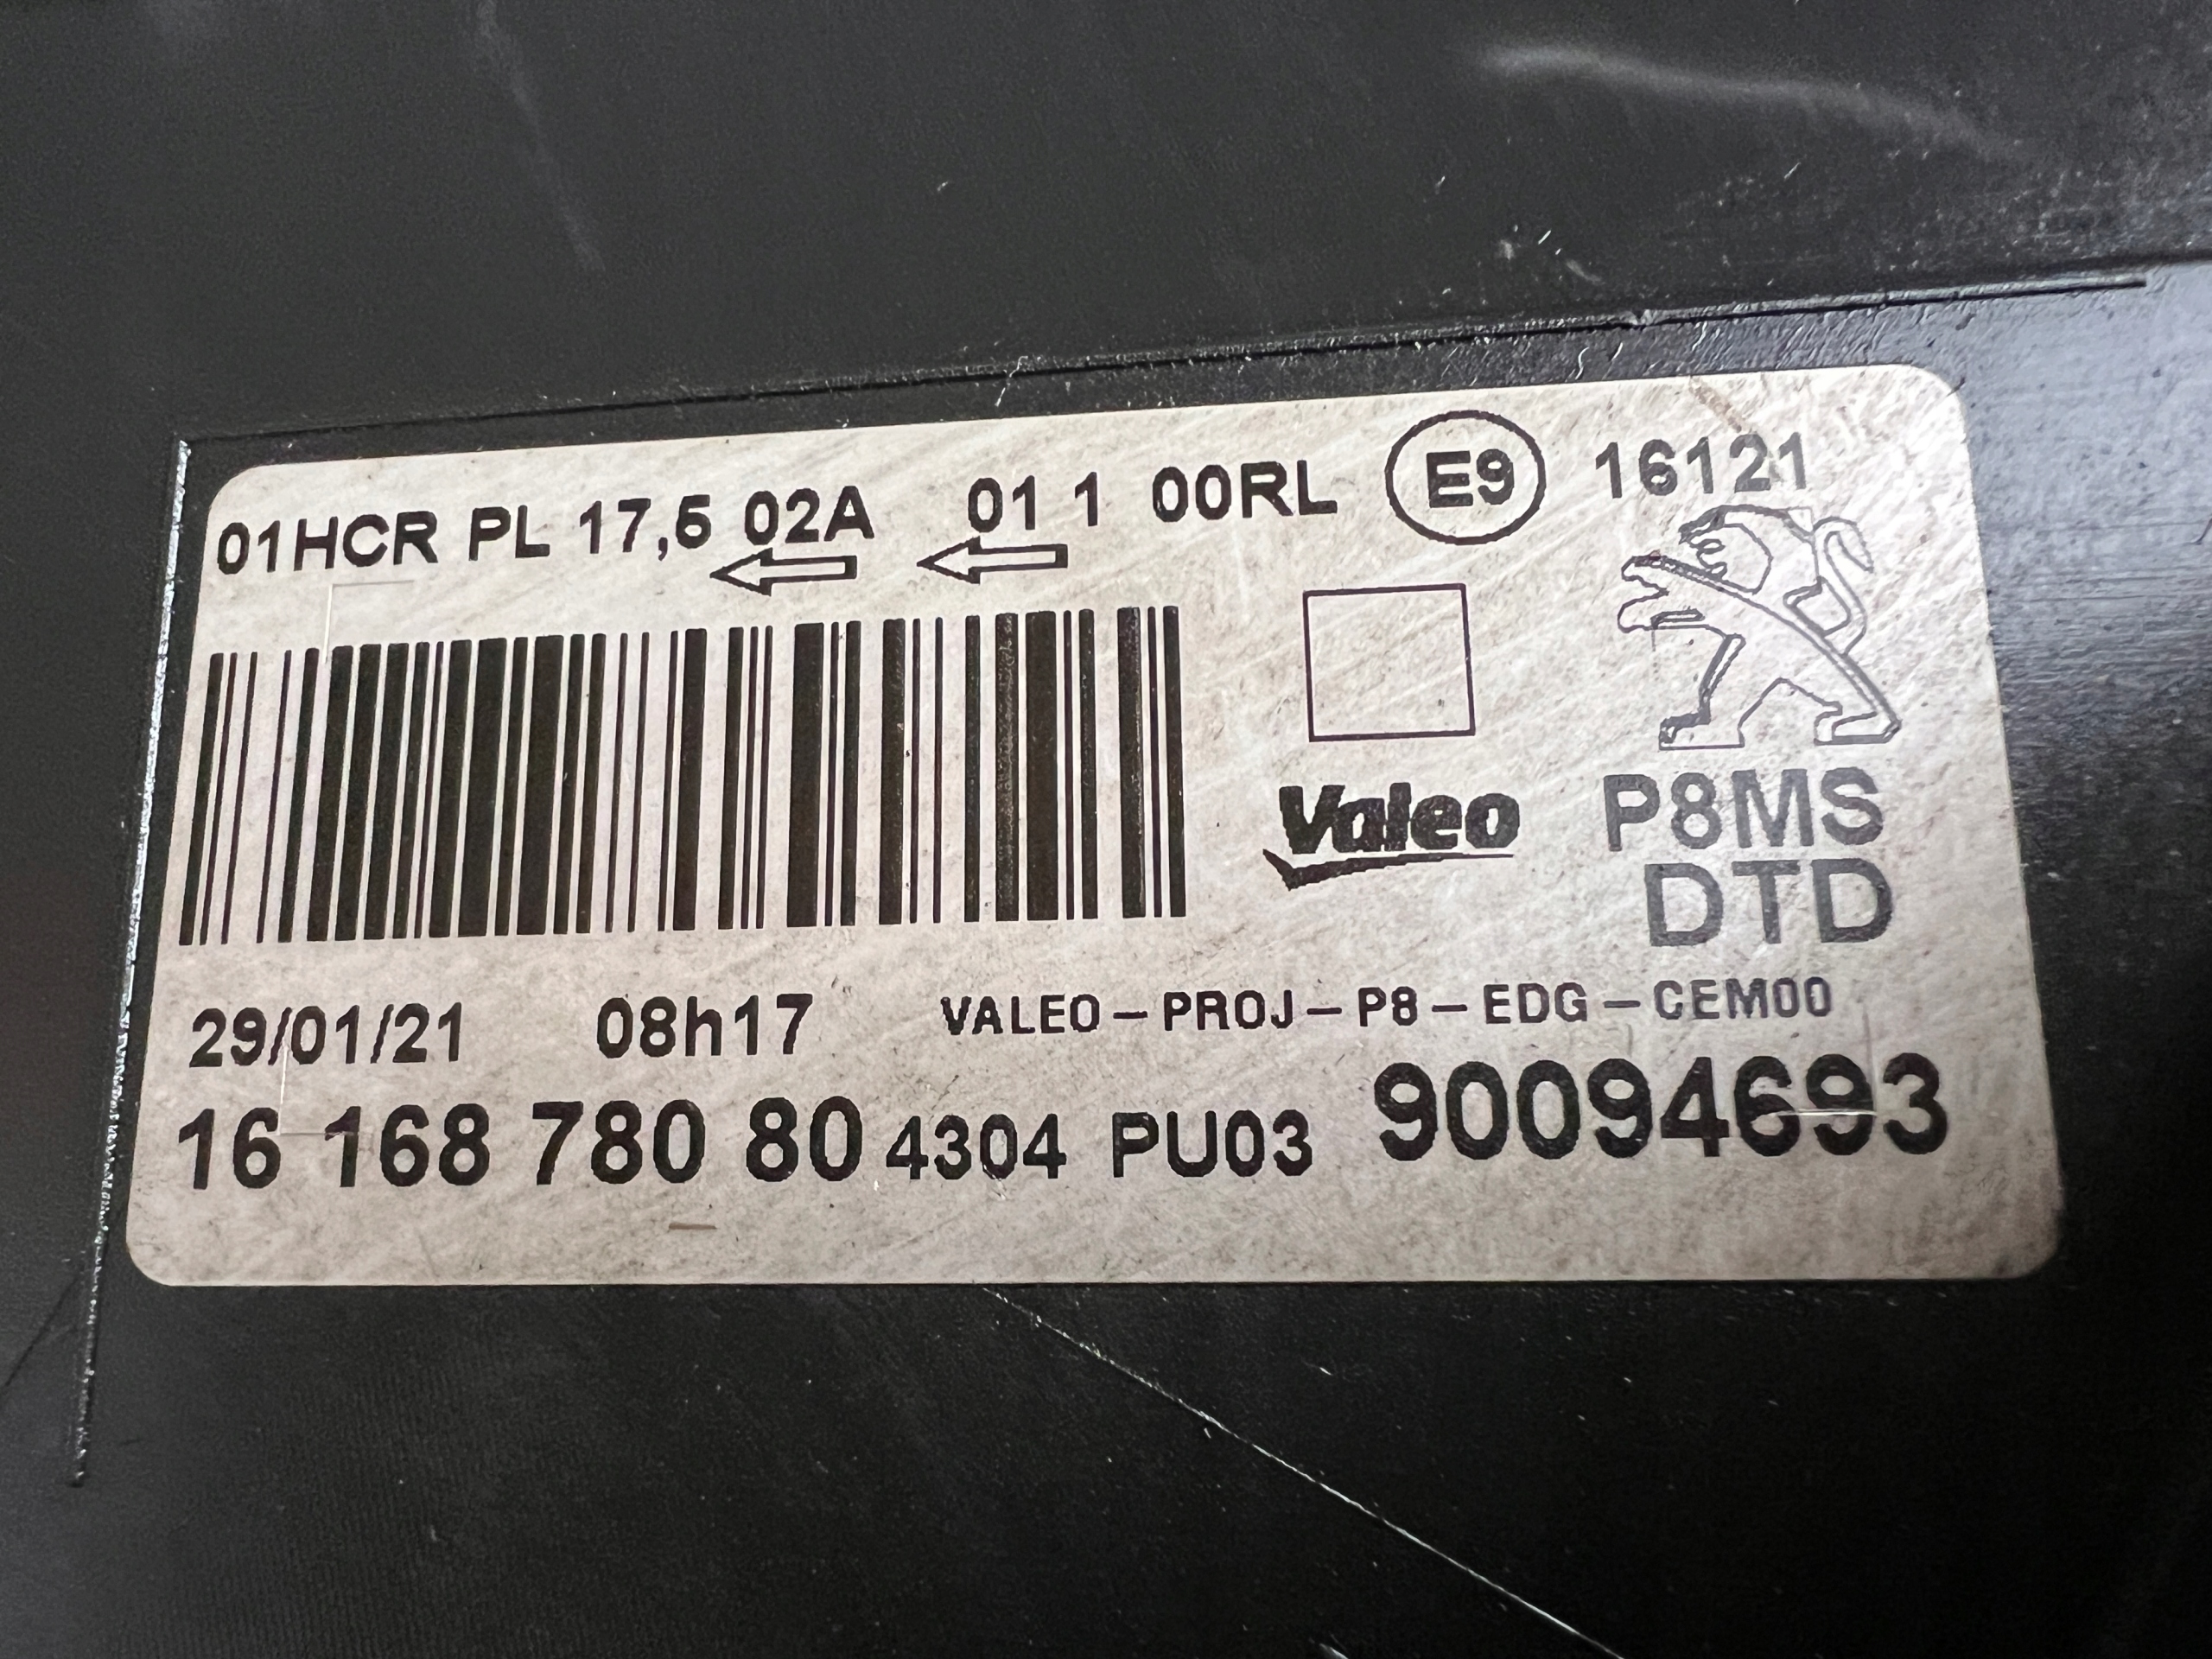 01HCR PL 17,5 02A 01 1 00RL E9 16121
Valeo
P8MS
DTD
29/01/21 08h17 VALEO-PROJ-P8-EDG-CEM00
16 168 780 80 4304 PU03 90094693